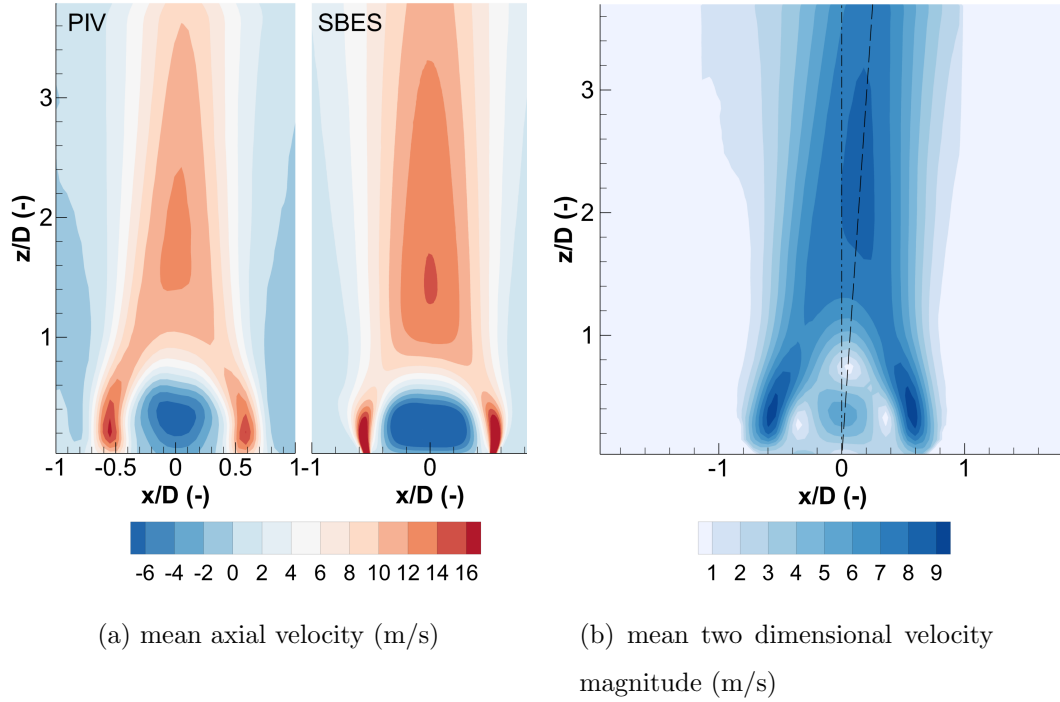 PIV
SBES
z/D (-)
3
2
1
-1
-0.5
0
0.5
1
-1
0
x/D (-)
x/D (-)
-6 -4 -2 0 2 4 6 8 10 12 14 16
(a) mean axial velocity (m/s)
z/D (-)
3
2
1
-1
0
1
x/D (-)
1 2 3 4 5 6 7 8 9
(b) mean two dimensional velocity
magnitude (m/s)